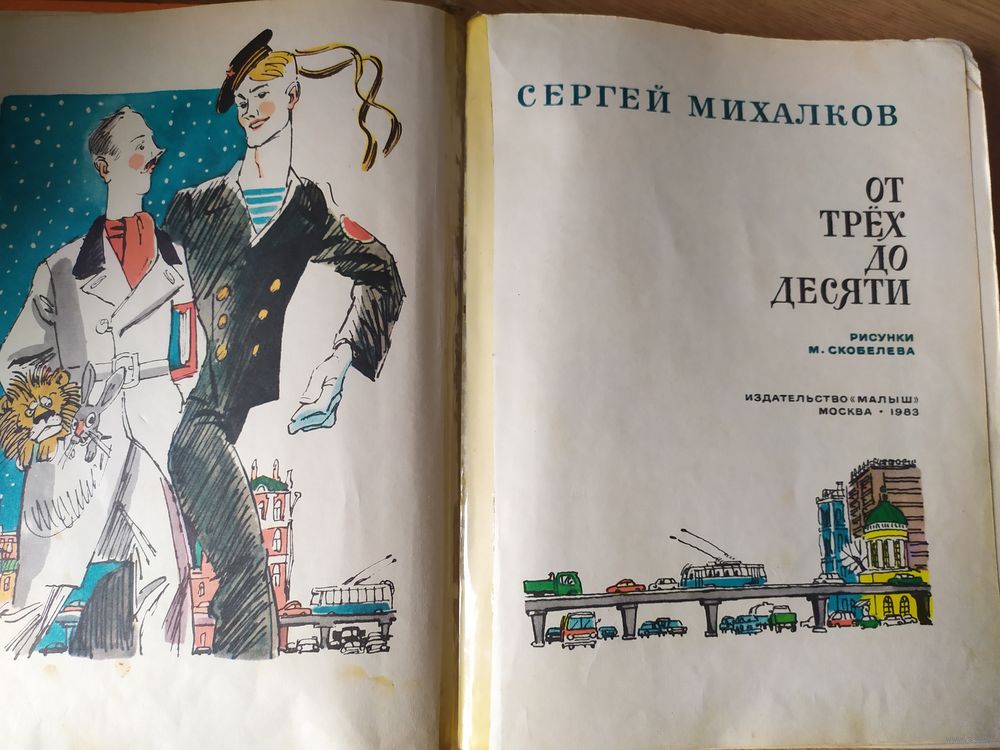 СЕРГЕЙ МИХАЛКОВ
ОТ
ТРЁХ
ДО
ДЕСЯТИ
РИСУНКИ
М. СКОБЕЛЕВА
ИЗДАТЕЛЬСТВО «МАЛЫШ»
МОСКВА • 1983